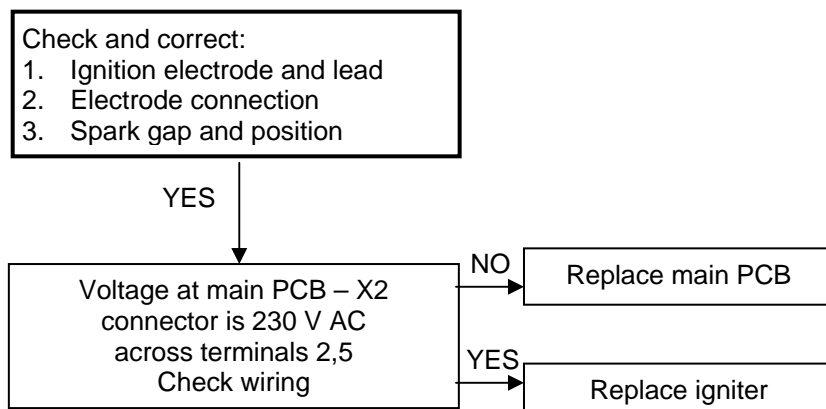 Check and correct:
1. Ignition electrode and lead
2. Electrode connection
3. Spark gap and position
YES
Voltage at main PCB – X2
connector is 230 V AC
across terminals 2,5
Check wiring
NO
Replace main PCB
YES
Replace igniter